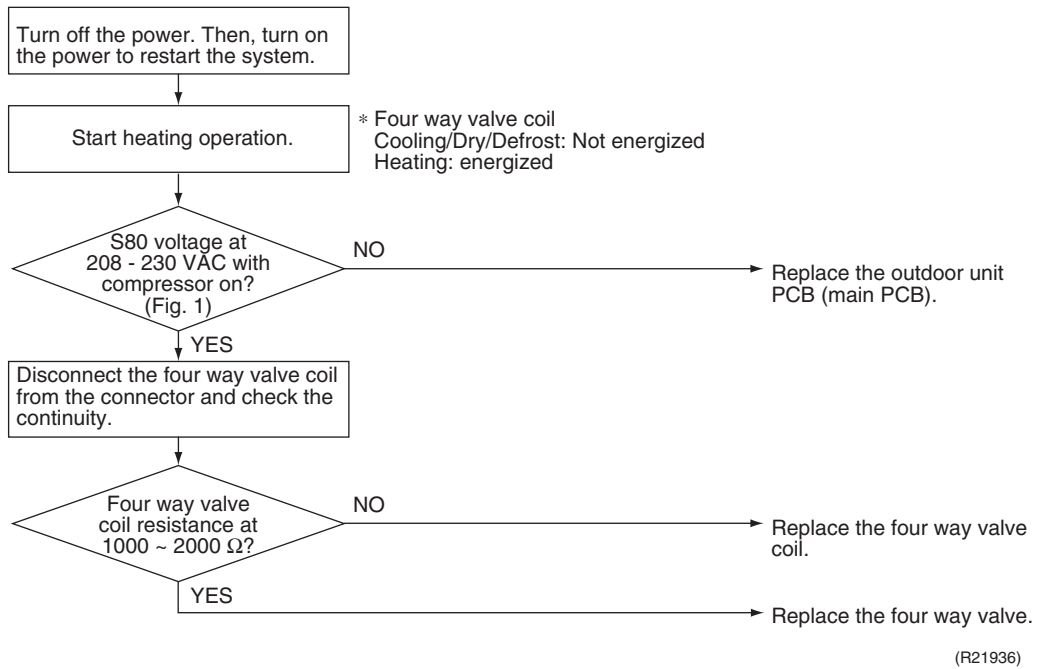 Turn off the power. Then, turn on
the power to restart the system.
Start heating operation.
∗ Four way valve coil
Cooling/Dry/Defrost: Not energized
Heating: energized
S80 voltage at
208 - 230 VAC with
compressor on?
(Fig. 1)
NO
Replace the outdoor unit
PCB (main PCB).
YES
Disconnect the four way valve coil
from the connector and check the
continuity.
Four way valve
coil resistance at
1000 ~ 2000 Ω?
NO
Replace the four way valve
coil.
YES
Replace the four way valve.
(R21936)